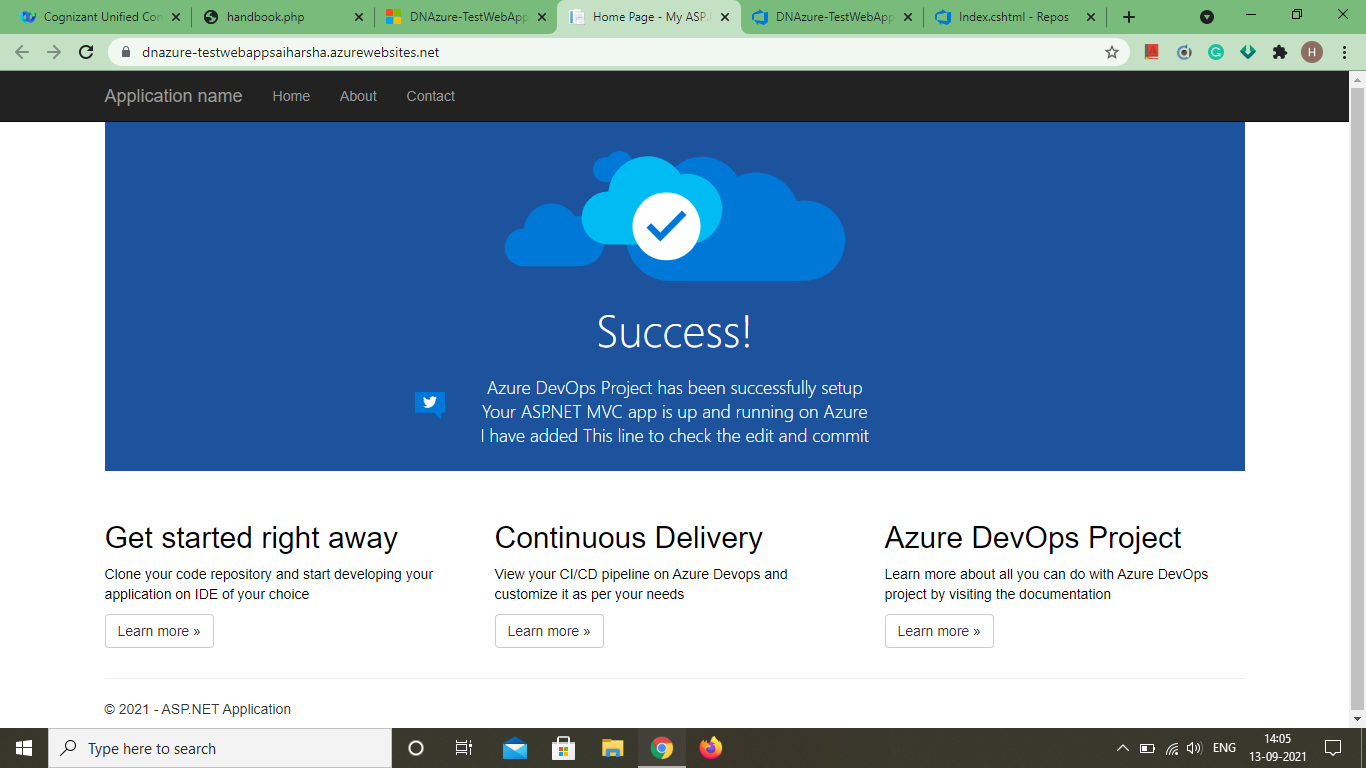 Cognizant Unified Con
handbook.php
DNAzure-TestWebApp
Home Page - My ASP.
DNAzure-TestWebApp
Index.cshtml - Repos
dnazure-testwebappsaiharsha.azurewebsites.net
H
Application name
Home
About
Contact
Success!
Azure DevOps Project has been successfully setup
Your ASP.NET MVC app is up and running on Azure
I have added This line to check the edit and commit
Get started right away
Clone your code repository and start developing your
application on IDE of your choice
Learn more »
Continuous Delivery
View your CI/CD pipeline on Azure Devops and
customize it as per your needs
Learn more »
Azure DevOps Project
Learn more about all you can do with Azure DevOps
project by visiting the documentation
Learn more »
© 2021 - ASP.NET Application
Type here to search
ENG
14:05
13-09-2021